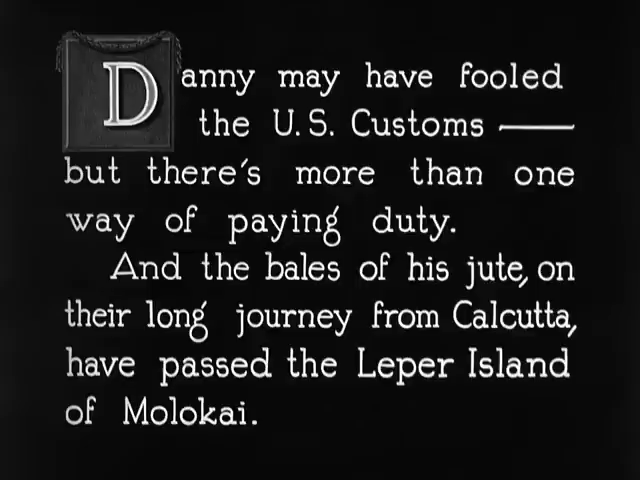 Danny may have fooled
the U.S. Customs ——
but there's more than one
way of paying duty.
And the bales of his jute, on
their long journey from Calcutta,
have passed the Leper Island
of Molokai.